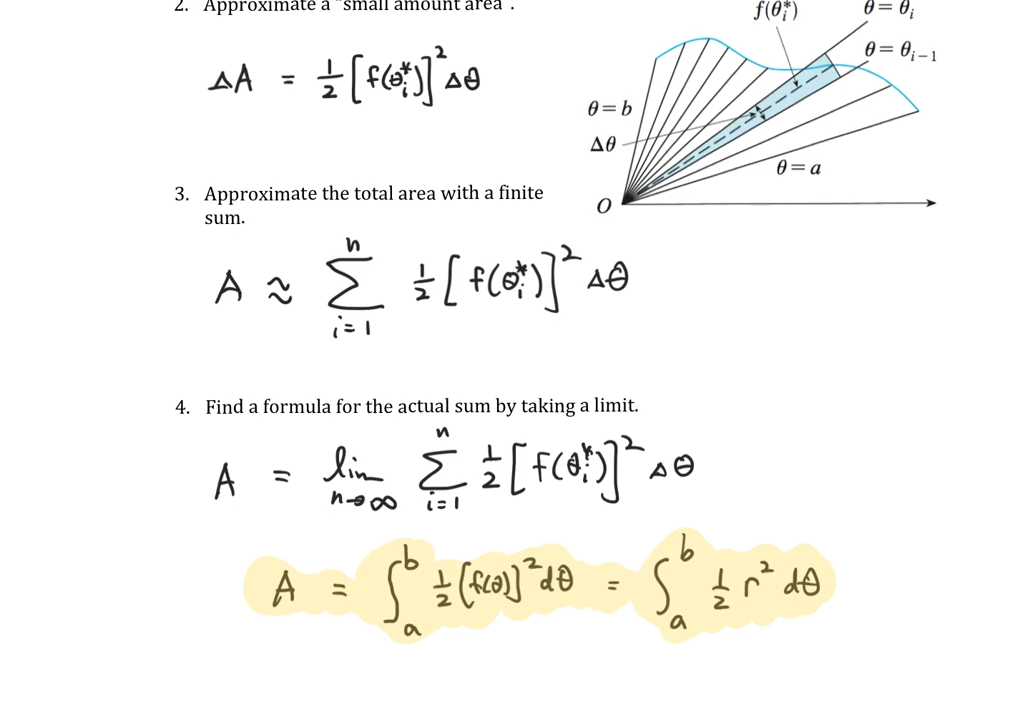 2. Approximate a "small amount area".
f(θᵢ*)
θ = θᵢ
θ = θᵢ₋₁
ΔA = ½ [f(θᵢ*)]² Δθ
θ = b
Δθ
θ = a
O
3. Approximate the total area with a finite
sum.
A ≈ ∑ᵢ₌₁ⁿ ½ [f(θᵢ*)]² Δθ
4. Find a formula for the actual sum by taking a limit.
A = lim n→∞ ∑ᵢ₌₁ⁿ ½ [f(θᵢ*)]² Δθ
A = ∫ₐᵇ ½ [f(θ)]² dθ = ∫ₐᵇ ½ r² dθ